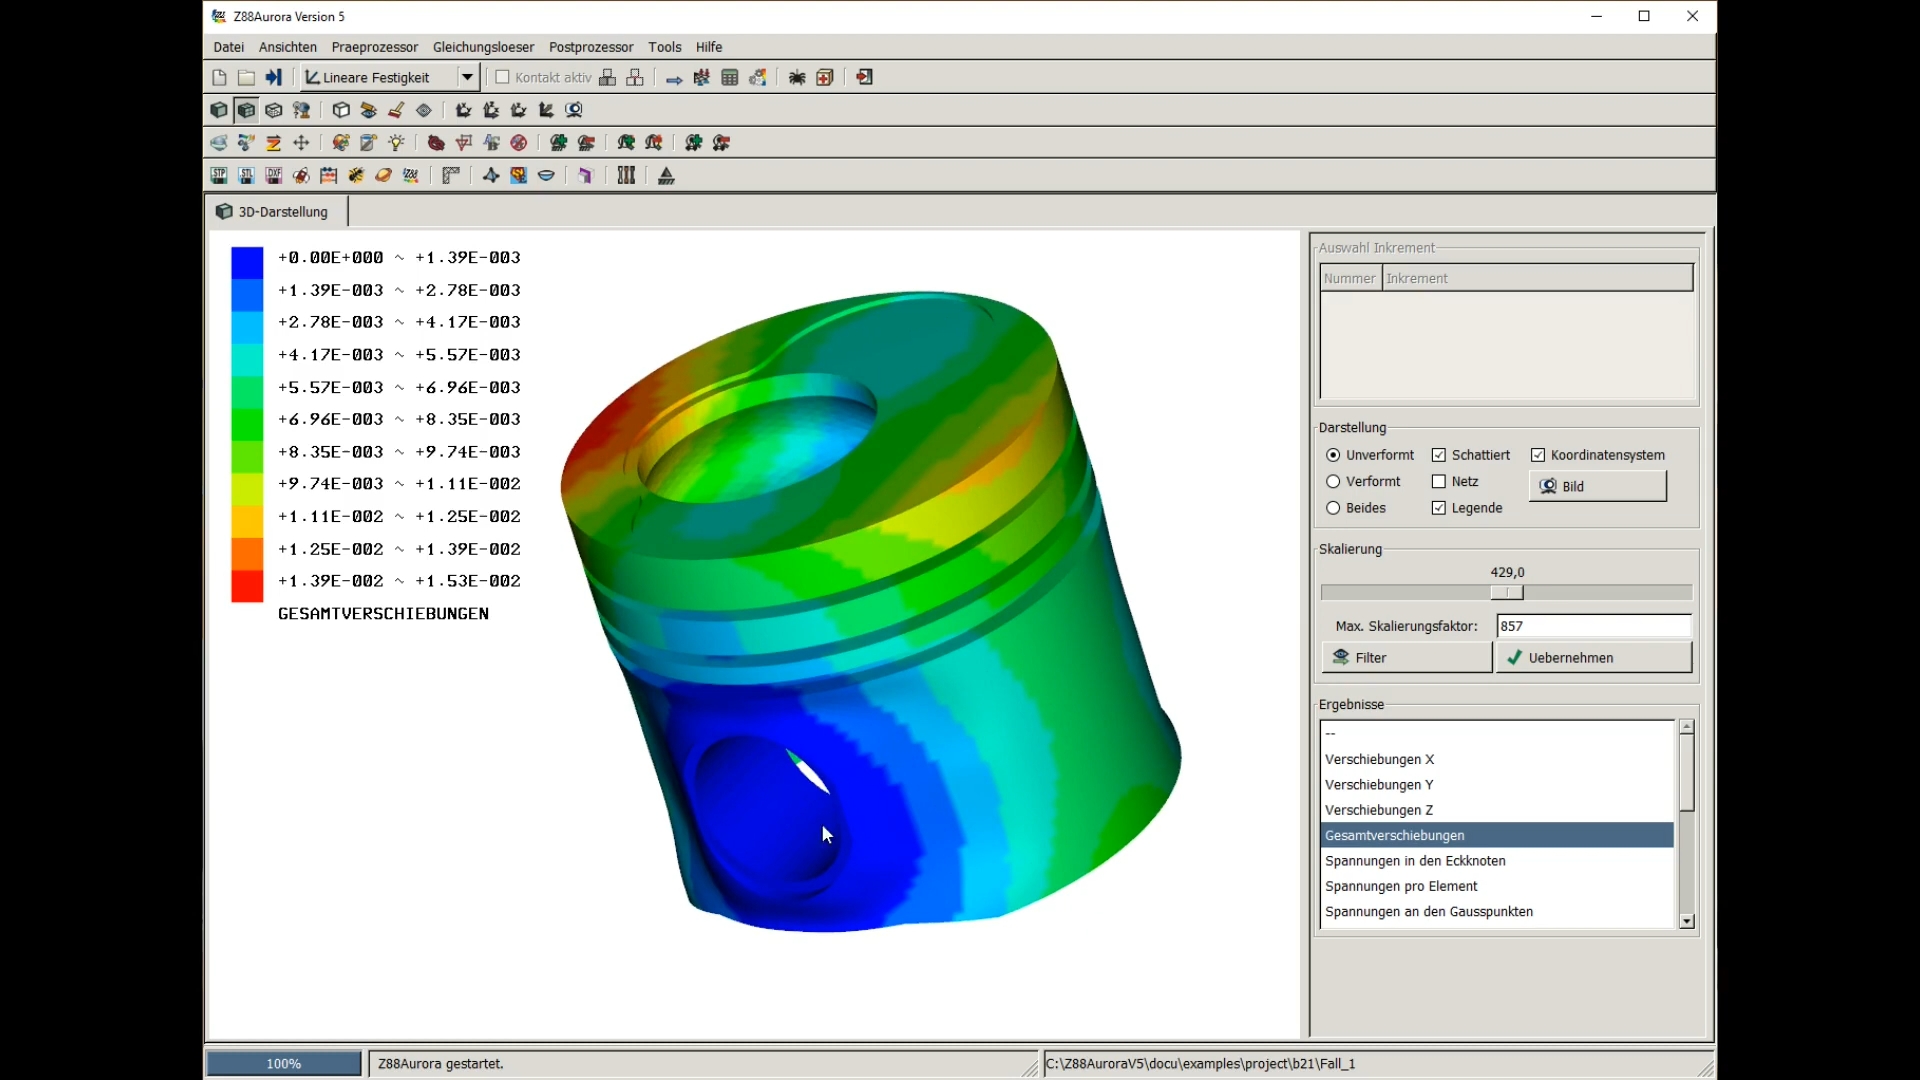 Z88Aurora Version 5
Datei Ansichten Praeprozessor Gleichungsloeser Postprozessor Tools Hilfe
Lineare Festigkeit Kontakt aktiv
STP STL DXF Z88
3D-Darstellung
+0.00E+000 ~ +1.39E-003
+1.39E-003 ~ +2.78E-003
+2.78E-003 ~ +4.17E-003
+4.17E-003 ~ +5.57E-003
+5.57E-003 ~ +6.96E-003
+6.96E-003 ~ +8.35E-003
+8.35E-003 ~ +9.74E-003
+9.74E-003 ~ +1.11E-002
+1.11E-002 ~ +1.25E-002
+1.25E-002 ~ +1.39E-002
+1.39E-002 ~ +1.53E-002
GESAMTVERSCHIEBUNGEN
Auswahl Inkrement
Nummer Inkrement
Darstellung
Unverformt Schattiert Koordinatensystem
Verformt Netz Bild
Beides Legende
Skalierung
429,0
Max. Skalierungsfaktor: 857
Filter Uebernehmen
Ergebnisse
--
Verschiebungen X
Verschiebungen Y
Verschiebungen Z
Gesamtverschiebungen
Spannungen in den Eckknoten
Spannungen pro Element
Spannungen an den Gausspunkten
100% Z88Aurora gestartet. C:\Z88AuroraV5\docu\examples\project\b21\Fall_1